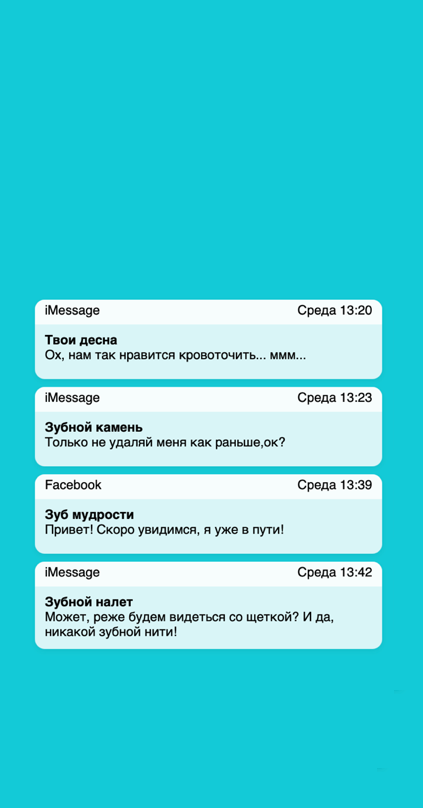 iMessage Среда 13:20
Твои десна
Ох, нам так нравится кровоточить... ммм...
iMessage Среда 13:23
Зубной камень
Только не удаляй меня как раньше,ок?
Facebook Среда 13:39
Зуб мудрости
Привет! Скоро увидимся, я уже в пути!
iMessage Среда 13:42
Зубной налет
Может, реже будем видеться со щеткой? И да,
никакой зубной нити!